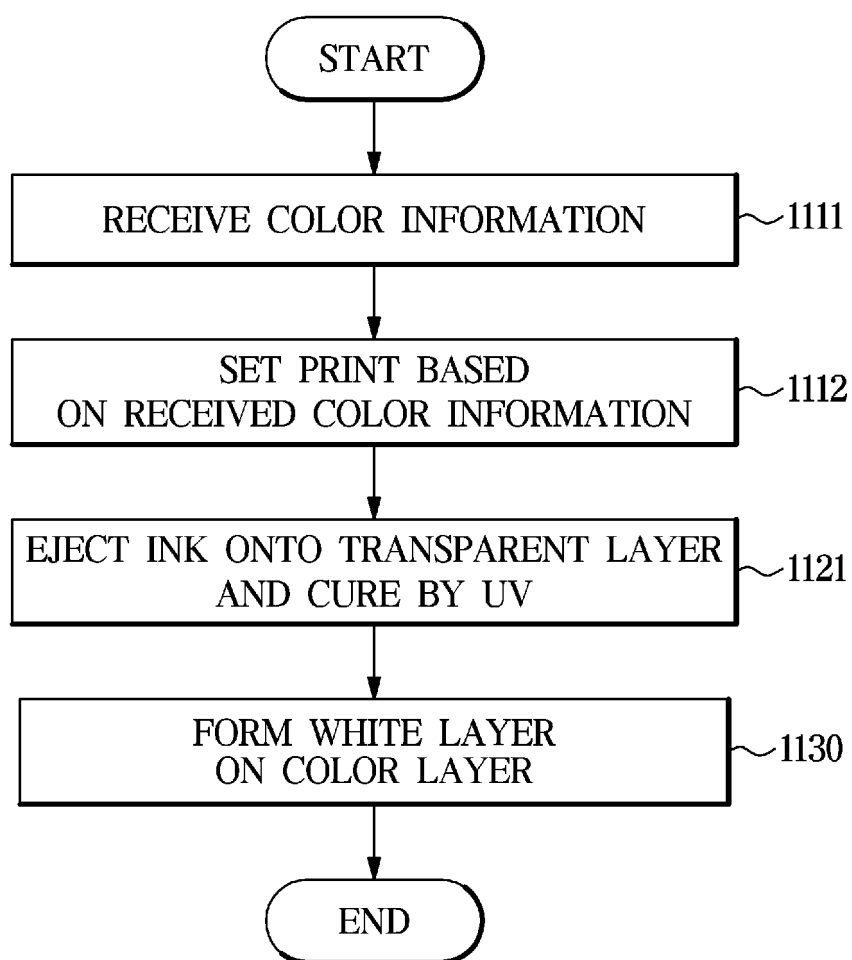 START
RECEIVE COLOR INFORMATION
1111
SET PRINT BASED
ON RECEIVED COLOR INFORMATION
1112
EJECT INK ONTO TRANSPARENT LAYER
AND CURE BY UV
1121
FORM WHITE LAYER
ON COLOR LAYER
1130
END